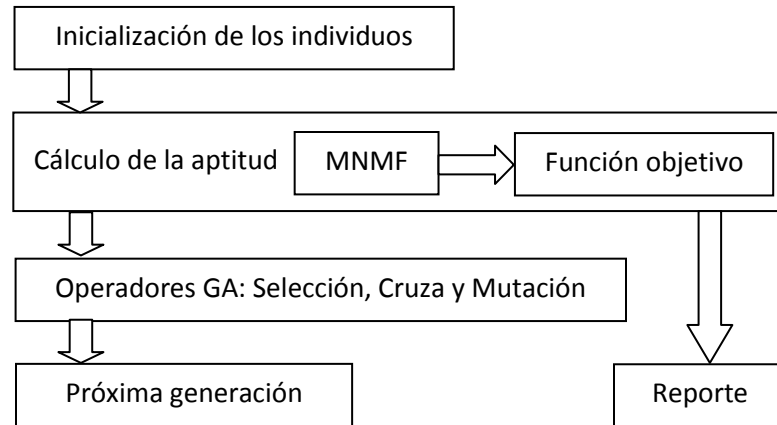 Inicialización de los individuos
Cálculo de la aptitud
MNMF
Función objetivo
Operadores GA: Selección, Cruza y Mutación
Próxima generación
Reporte